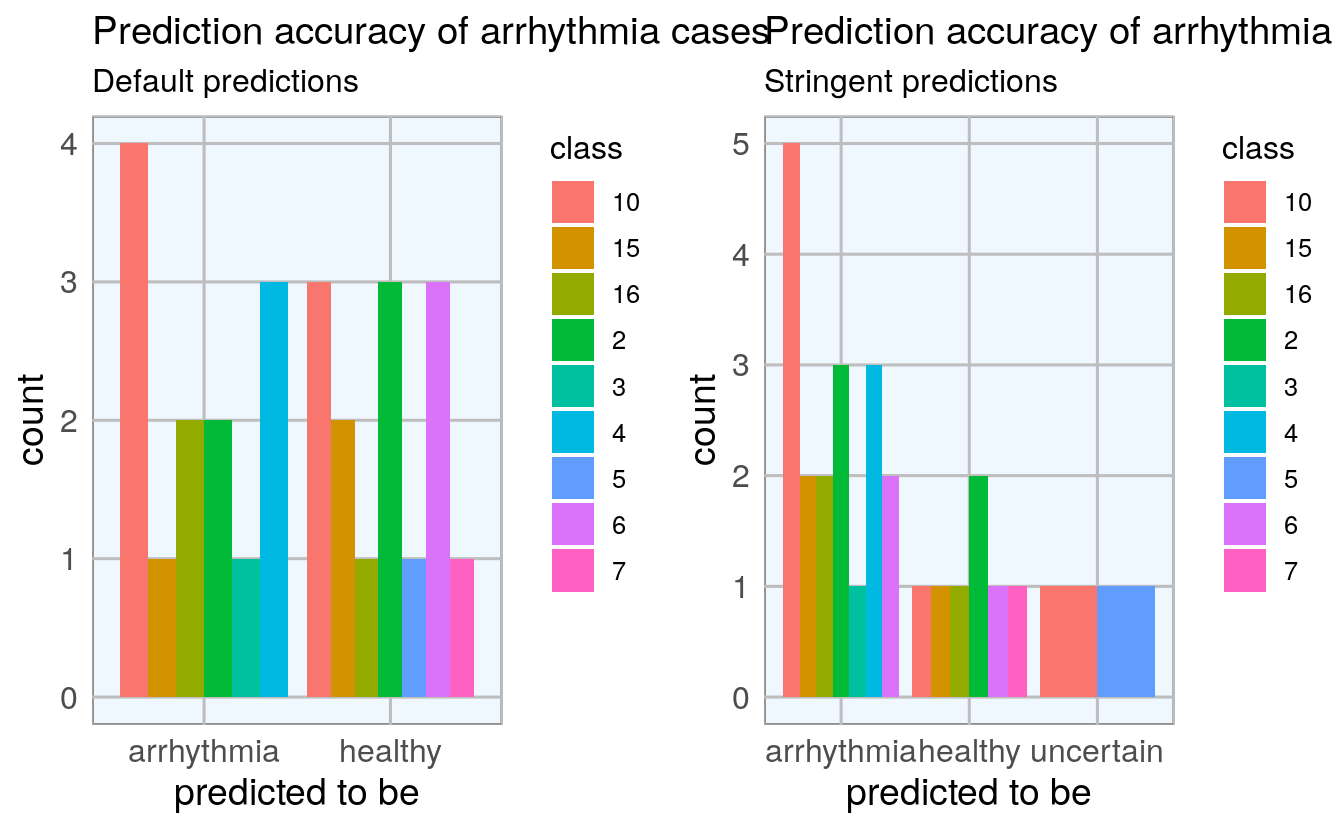 Prediction accuracy of arrhythmia cases
Default predictions
count
4
3
2
1
0
arrhythmia healthy
predicted to be
class
10
15
16
2
3
4
5
6
7
Prediction accuracy of arrhythmia
Stringent predictions
count
5
4
3
2
1
0
arrhythmia healthy uncertain
predicted to be
class
10
15
16
2
3
4
5
6
7